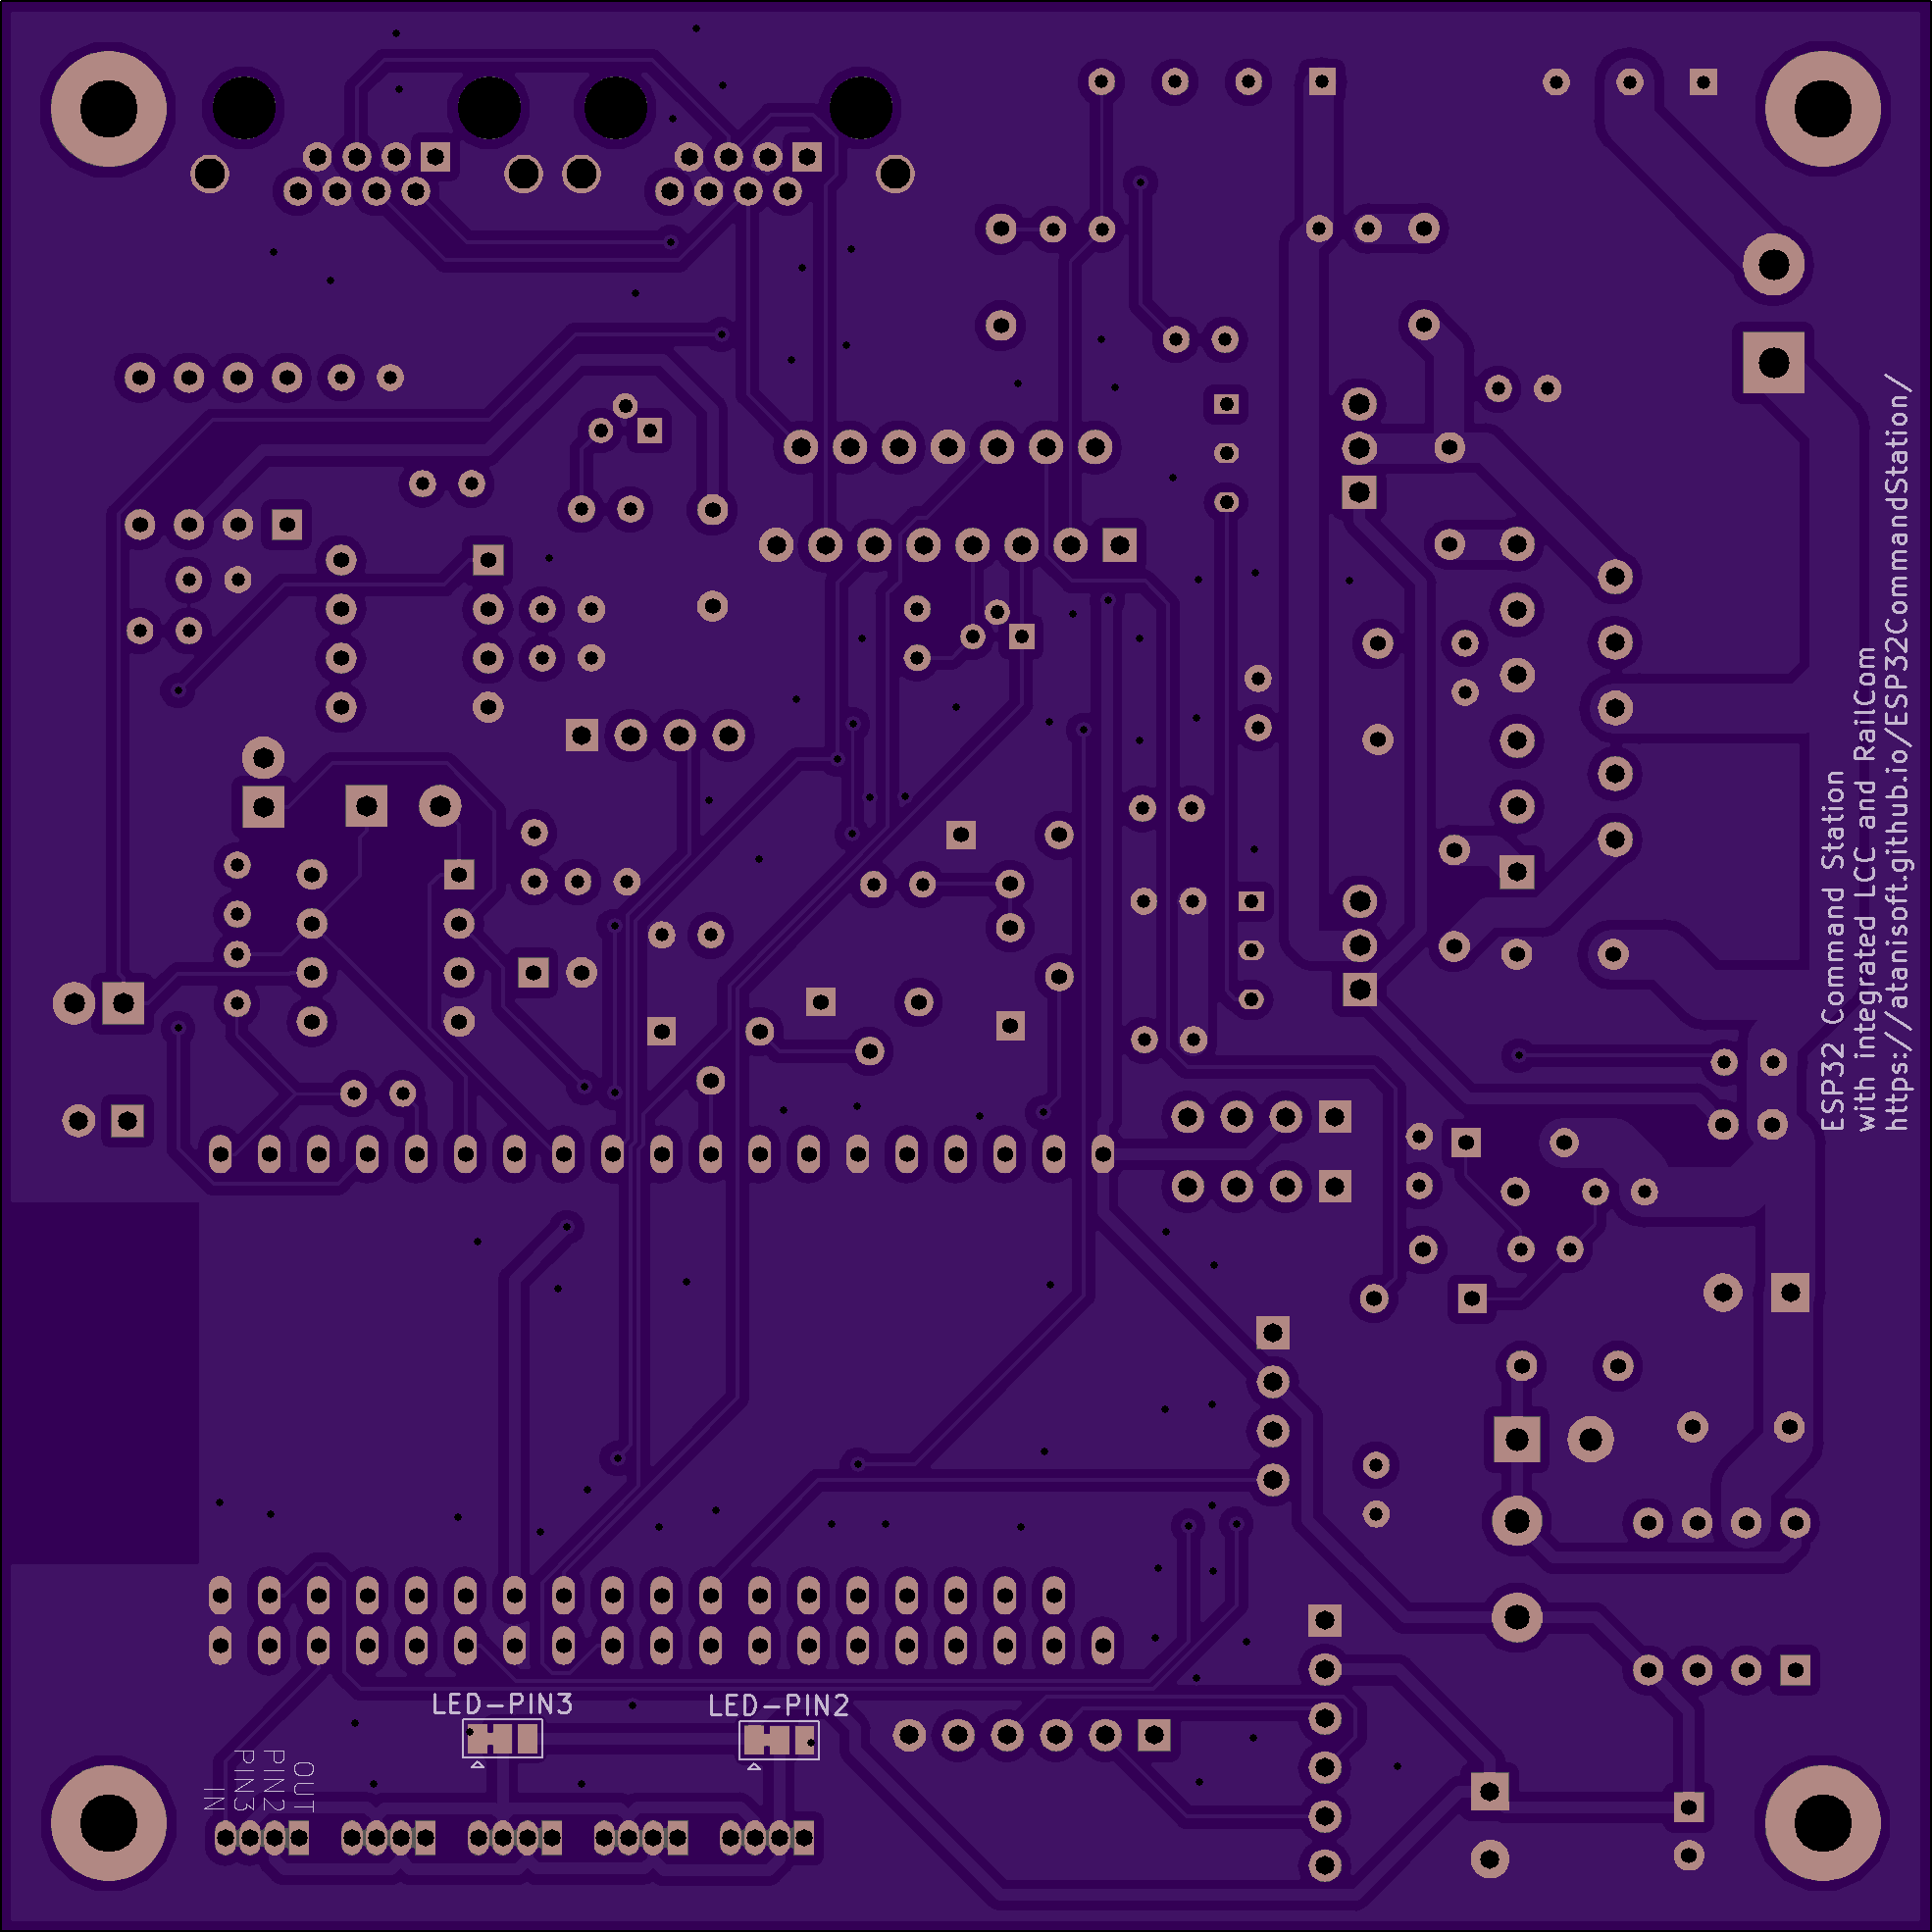 ESP32 Command Station
with integrated LCC and RailCom
https://atanisoft.github.io/ESP32CommandStation/
LED-PIN3
LED-PIN2
OUT
PIN2
PIN3
IN